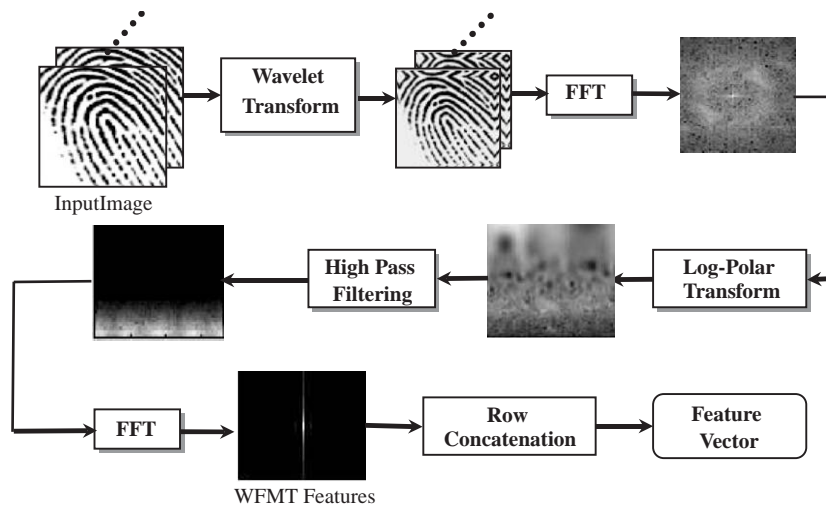 Wavelet
Transform
FFT
InputImage
High Pass
Filtering
Log-Polar
Transform
FFT
Row
Concatenation
Feature
Vector
WFMT Features